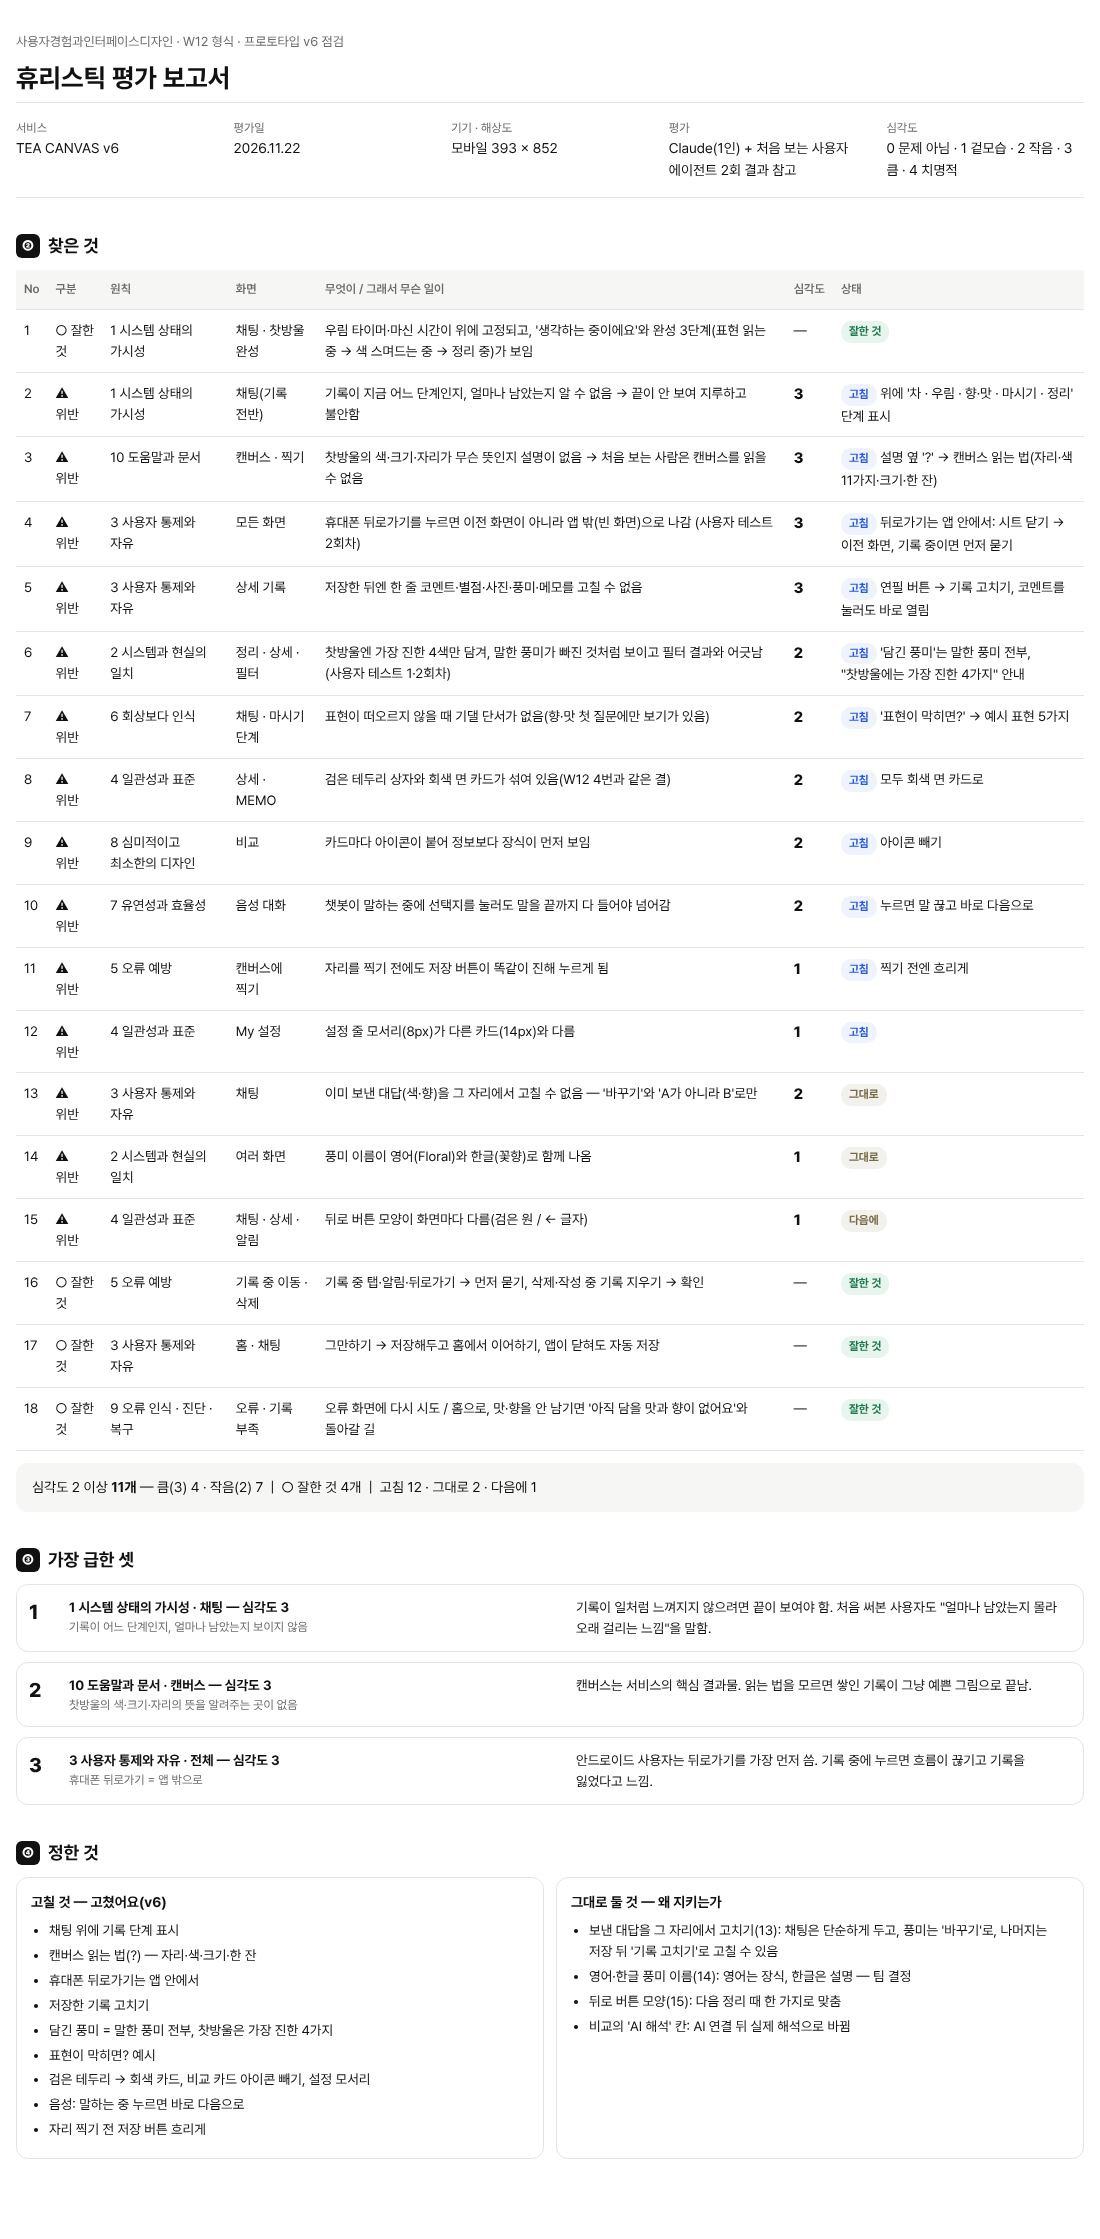 사용자경험과인터페이스디자인 · W12 형식 · 프로토타입 v6 점검
휴리스틱 평가 보고서
서비스
TEA CANVAS v6
평가일
2026.11.22
기기 · 해상도
모바일 393 × 852
평가
Claude(1인) + 처음 보는 사용자
에이전트 2회 결과 참고
심각도
0 문제 아님 · 1 겉모습 · 2 작음 · 3
큼 · 4 치명적
찾은 것
No 구분 원칙 화면 무엇이 / 그래서 무슨 일이 심각도 상태
1 ○ 잘한 1 시스템 상태의 채팅 · 찻방울 우림 타이머·마신 시간이 위에 고정되고, '생각하는 중이에요'와 완성 3단계(표현 읽는 — 잘한 것
것 가시성 완성 중 → 색 스며드는 중 → 정리 중)가 보임
2 ⚠ 1 시스템 상태의 채팅(기록 기록이 지금 어느 단계인지, 얼마나 남았는지 알 수 없음 → 끝이 안 보여 지루하고 3 고침 위에 '차 · 우림 · 향·맛 · 마시기 · 정리'
위반 가시성 전반) 불안함 단계 표시
3 ⚠ 10 도움말과 문서 캔버스 · 찍기 찻방울의 색·크기·자리가 무슨 뜻인지 설명이 없음 → 처음 보는 사람은 캔버스를 읽을 3 고침 설명 옆 '?' → 캔버스 읽는 법(자리·색
위반 수 없음 11가지·크기·한 잔)
4 ⚠ 3 사용자 통제와 모든 화면 휴대폰 뒤로가기를 누르면 이전 화면이 아니라 앱 밖(빈 화면)으로 나감 (사용자 테스트 3 고침 뒤로가기는 앱 안에서: 시트 닫기 →
위반 자유 2회차) 이전 화면, 기록 중이면 먼저 묻기
5 ⚠ 3 사용자 통제와 상세 기록 저장한 뒤엔 한 줄 코멘트·별점·사진·풍미·메모를 고칠 수 없음 3 고침 연필 버튼 → 기록 고치기, 코멘트를
위반 자유 눌러도 바로 열림
6 ⚠ 2 시스템과 현실의 정리 · 상세 · 찻방울엔 가장 진한 4색만 담겨, 말한 풍미가 빠진 것처럼 보이고 필터 결과와 어긋남 2 고침 '담긴 풍미'는 말한 풍미 전부,
위반 일치 필터 (사용자 테스트 1·2회차) "찻방울에는 가장 진한 4가지" 안내
7 ⚠ 6 회상보다 인식 채팅 · 마시기 표현이 떠오르지 않을 때 기댈 단서가 없음(향·맛 첫 질문에만 보기가 있음) 2 고침 '표현이 막히면?' → 예시 표현 5가지
위반 단계
8 ⚠ 4 일관성과 표준 상세 · 검은 테두리 상자와 회색 면 카드가 섞여 있음(W12 4번과 같은 결) 2 고침 모두 회색 면 카드로
위반 MEMO
9 ⚠ 8 심미적이고 비교 카드마다 아이콘이 붙어 정보보다 장식이 먼저 보임 2 고침 아이콘 빼기
위반 최소한의 디자인
10 ⚠ 7 유연성과 효율성 음성 대화 챗봇이 말하는 중에 선택지를 눌러도 말을 끝까지 다 들어야 넘어감 2 고침 누르면 말 끊고 바로 다음으로
위반
11 ⚠ 5 오류 예방 캔버스에 자리를 찍기 전에도 저장 버튼이 똑같이 진해 누르게 됨 1 고침 찍기 전엔 흐리게
위반 찍기
12 ⚠ 4 일관성과 표준 My 설정 설정 줄 모서리(8px)가 다른 카드(14px)와 다름 1 고침
위반
13 ⚠ 3 사용자 통제와 채팅 이미 보낸 대답(색·향)을 그 자리에서 고칠 수 없음 — '바꾸기'와 'A가 아니라 B'로만 2 그대로
위반 자유
14 ⚠ 2 시스템과 현실의 여러 화면 풍미 이름이 영어(Floral)와 한글(꽃향)로 함께 나옴 1 그대로
위반 일치
15 ⚠ 4 일관성과 표준 채팅 · 상세 · 뒤로 버튼 모양이 화면마다 다름(검은 원 / ← 글자) 1 다음에
위반 알림
16 ○ 잘한 5 오류 예방 기록 중 이동 · 기록 중 탭·알림·뒤로가기 → 먼저 묻기, 삭제·작성 중 기록 지우기 → 확인 — 잘한 것
것 삭제
17 ○ 잘한 3 사용자 통제와 홈 · 채팅 그만하기 → 저장해두고 홈에서 이어하기, 앱이 닫혀도 자동 저장 — 잘한 것
것 자유
18 ○ 잘한 9 오류 인식 · 진단 · 오류 · 기록 오류 화면에 다시 시도 / 홈으로, 맛·향을 안 남기면 '아직 담을 맛과 향이 없어요'와 — 잘한 것
것 복구 부족 돌아갈 길
심각도 2 이상 11개 — 큼(3) 4 · 작음(2) 7 | ○ 잘한 것 4개 | 고침 12 · 그대로 2 · 다음에 1
가장 급한 셋
1 1 시스템 상태의 가시성 · 채팅 — 심각도 3
기록이 어느 단계인지, 얼마나 남았는지 보이지 않음
기록이 일처럼 느껴지지 않으려면 끝이 보여야 함. 처음 써본 사용자도 "얼마나 남았는지 몰라
오래 걸리는 느낌"을 말함.
2 10 도움말과 문서 · 캔버스 — 심각도 3
찻방울의 색·크기·자리의 뜻을 알려주는 곳이 없음
캔버스는 서비스의 핵심 결과물. 읽는 법을 모르면 쌓인 기록이 그냥 예쁜 그림으로 끝남.
3 3 사용자 통제와 자유 · 전체 — 심각도 3
휴대폰 뒤로가기 = 앱 밖으로
안드로이드 사용자는 뒤로가기를 가장 먼저 씀. 기록 중에 누르면 흐름이 끊기고 기록을
잃었다고 느낌.
정한 것
고칠 것 — 고쳤어요(v6)
• 채팅 위에 기록 단계 표시
• 캔버스 읽는 법(?) — 자리·색·크기·한 잔
• 휴대폰 뒤로가기는 앱 안에서
• 저장한 기록 고치기
• 담긴 풍미 = 말한 풍미 전부, 찻방울은 가장 진한 4가지
• 표현이 막히면? 예시
• 검은 테두리 → 회색 카드, 비교 카드 아이콘 빼기, 설정 모서리
• 음성: 말하는 중 누르면 바로 다음으로
• 자리 찍기 전 저장 버튼 흐리게
그대로 둘 것 — 왜 지키는가
• 보낸 대답을 그 자리에서 고치기(13): 채팅은 단순하게 두고, 풍미는 '바꾸기'로, 나머지는
저장 뒤 '기록 고치기'로 고칠 수 있음
• 영어·한글 풍미 이름(14): 영어는 장식, 한글은 설명 — 팀 결정
• 뒤로 버튼 모양(15): 다음 정리 때 한 가지로 맞춤
• 비교의 'AI 해석' 칸: AI 연결 뒤 실제 해석으로 바뀜